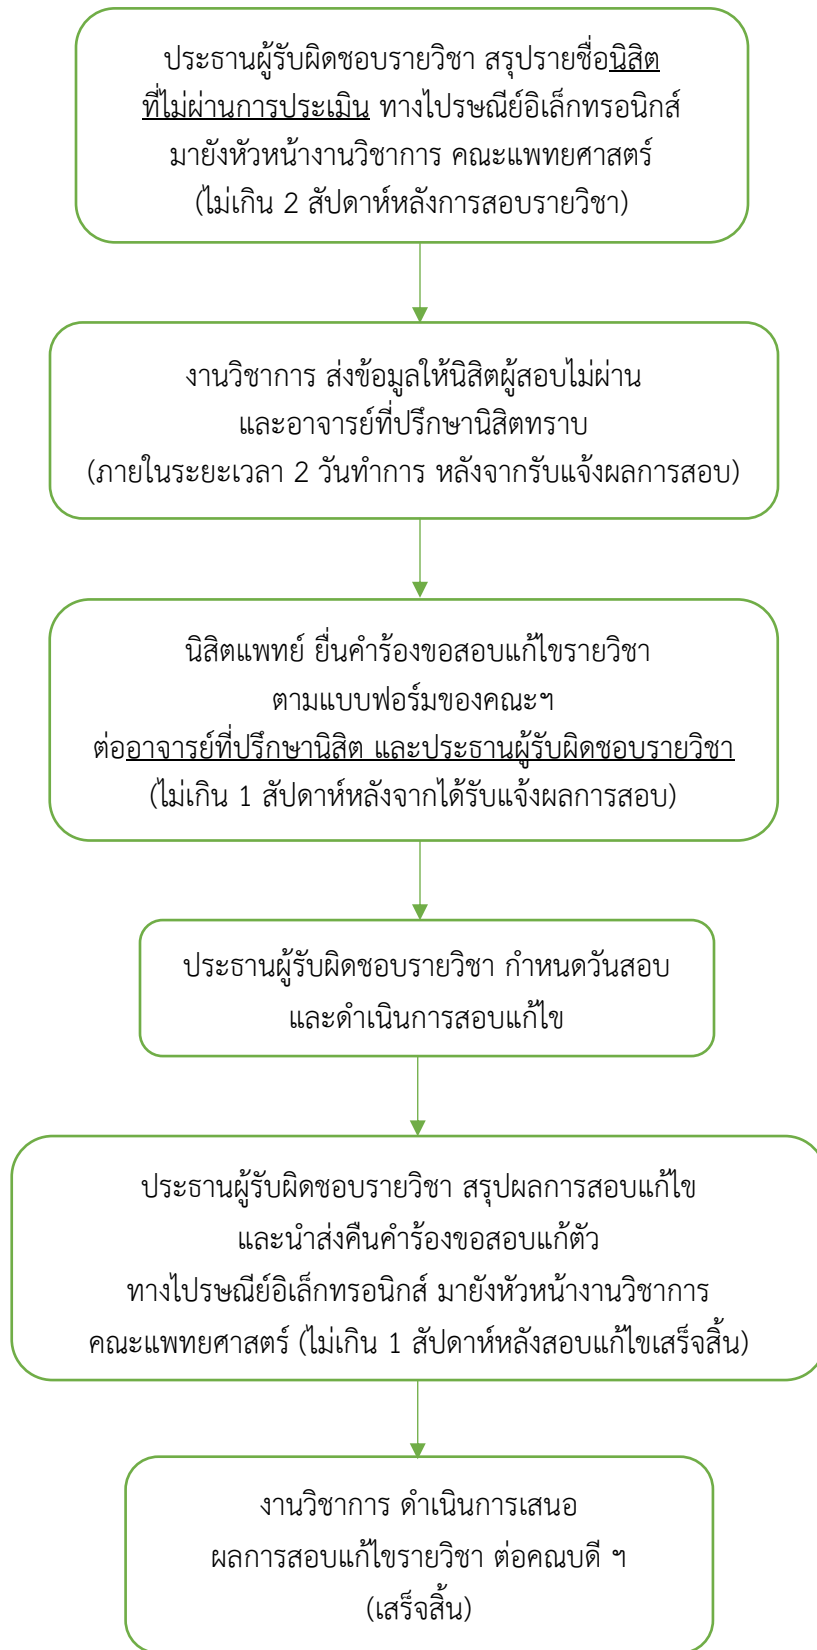 ประธานผู้รับผิดชอบรายวิชา สรุปรายชื่อนิสิต
ที่ไม่ผ่านการประเมิน ทางไปรษณีย์อิเล็กทรอนิกส์
มายังหัวหน้างานวิชาการ คณะแพทยศาสตร์
(ไม่เกิน 2 สัปดาห์หลังการสอบรายวิชา)
งานวิชาการ ส่งข้อมูลให้นิสิตผู้สอบไม่ผ่าน
และอาจารย์ที่ปรึกษานิสิตทราบ
(ภายในระยะเวลา 2 วันทำการ หลังจากรับแจ้งผลการสอบ)
นิสิตแพทย์ ยื่นคำร้องขอสอบแก้ไขรายวิชา
ตามแบบฟอร์มของคณะฯ
ต่ออาจารย์ที่ปรึกษานิสิต และประธานผู้รับผิดชอบรายวิชา
(ไม่เกิน 1 สัปดาห์หลังจากได้รับแจ้งผลการสอบ)
ประธานผู้รับผิดชอบรายวิชา กำหนดวันสอบ
และดำเนินการสอบแก้ไข
ประธานผู้รับผิดชอบรายวิชา สรุปผลการสอบแก้ไข
และนำส่งคืนคำร้องขอสอบแก้ตัว
ทางไปรษณีย์อิเล็กทรอนิกส์ มายังหัวหน้างานวิชาการ
คณะแพทยศาสตร์ (ไม่เกิน 1 สัปดาห์หลังสอบแก้ไขเสร็จสิ้น)
งานวิชาการ ดำเนินการเสนอ
ผลการสอบแก้ไขรายวิชา ต่อคณบดี ฯ
(เสร็จสิ้น)